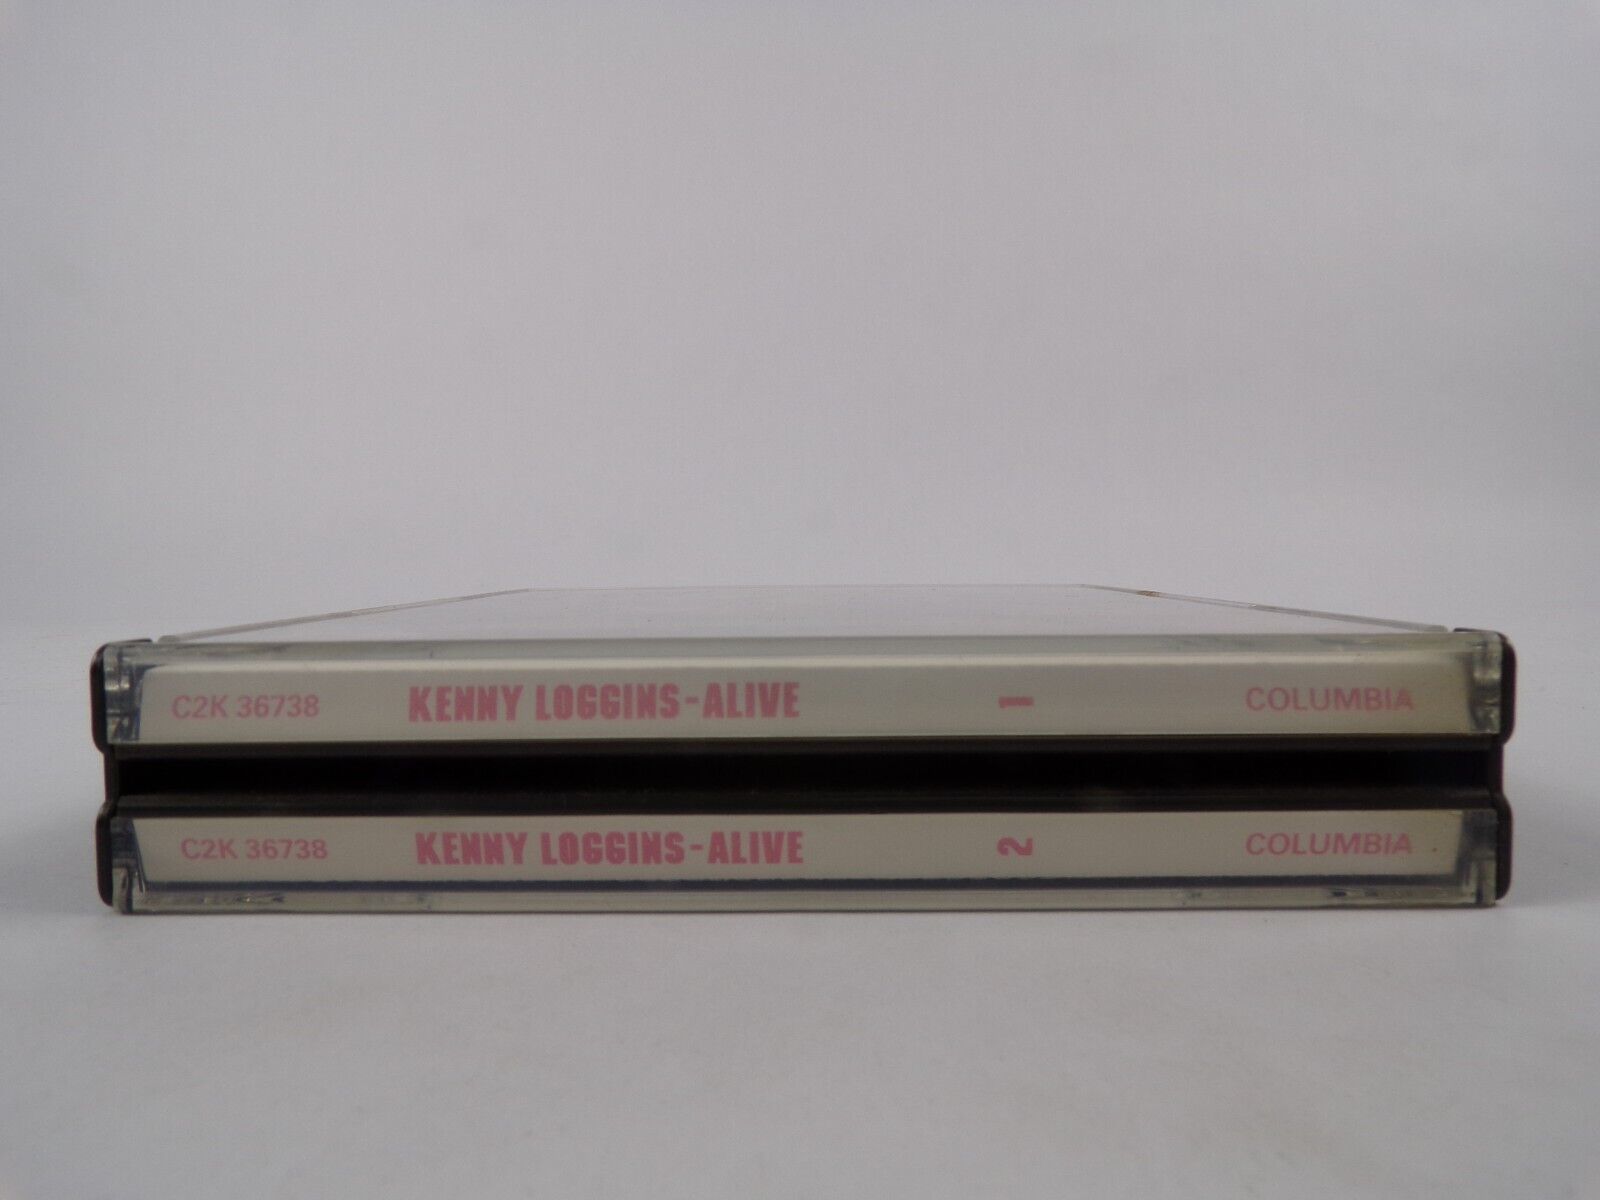 C2K 36738 KENNY LOGGINS-ALIVE 1 COLUMBIA
C2K 36738 KENNY LOGGINS-ALIVE 2 COLUMBIA